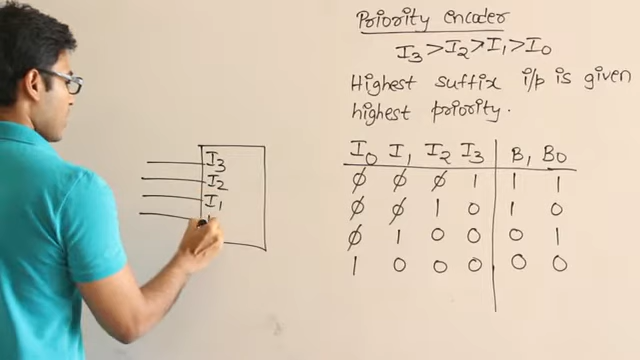 Priority encoder
I3 > I2 > I1 > I0
Highest suffix i/p is given
highest priority.
I0 I1 I2 I3 B1 B0
ϕ ϕ ϕ 1 1 1
ϕ ϕ 1 0 1 0
ϕ 1 0 0 0 1
1 0 0 0 0 0
I3
I2
I1